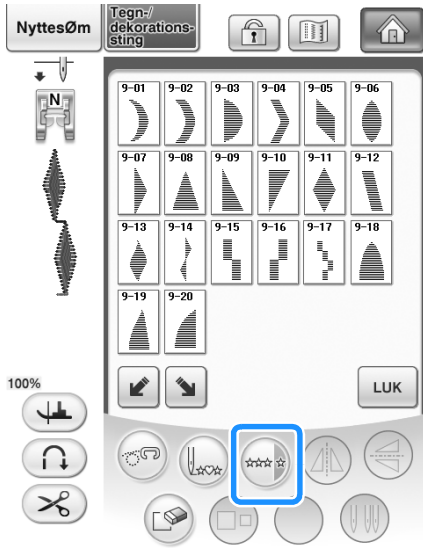 NyttesØm
Tegn-/
dekorations-
sting
N
9-01 9-02 9-03 9-04 9-05 9-06
9-07 9-08 9-09 9-10 9-11 9-12
9-13 9-14 9-15 9-16 9-17 9-18
9-19 9-20
100%
LUK